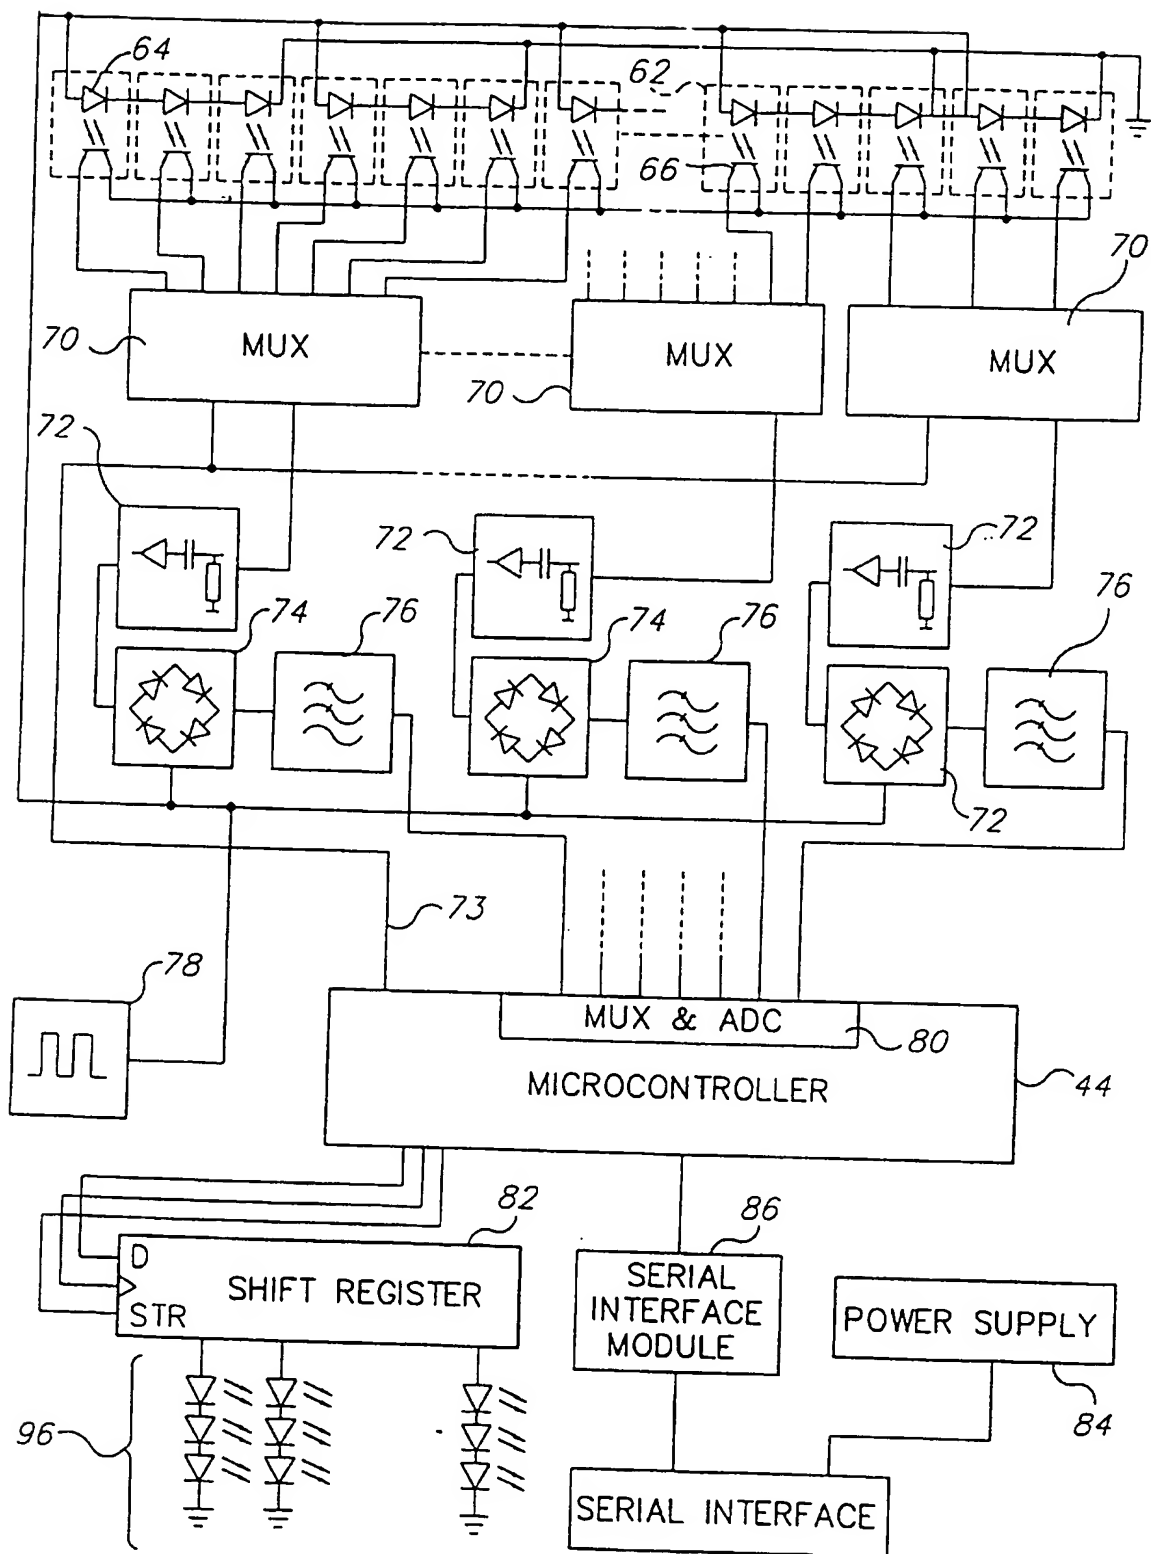 64
62
66
70
70
MUX
70
MUX
MUX
72
72
72
74
76
74
76
76
72
73
78
MUX & ADC
80
MICROCONTROLLER
44
82
86
D
STR
SHIFT REGISTER
SERIAL
INTERFACE
MODULE
POWER SUPPLY
84
96
SERIAL INTERFACE